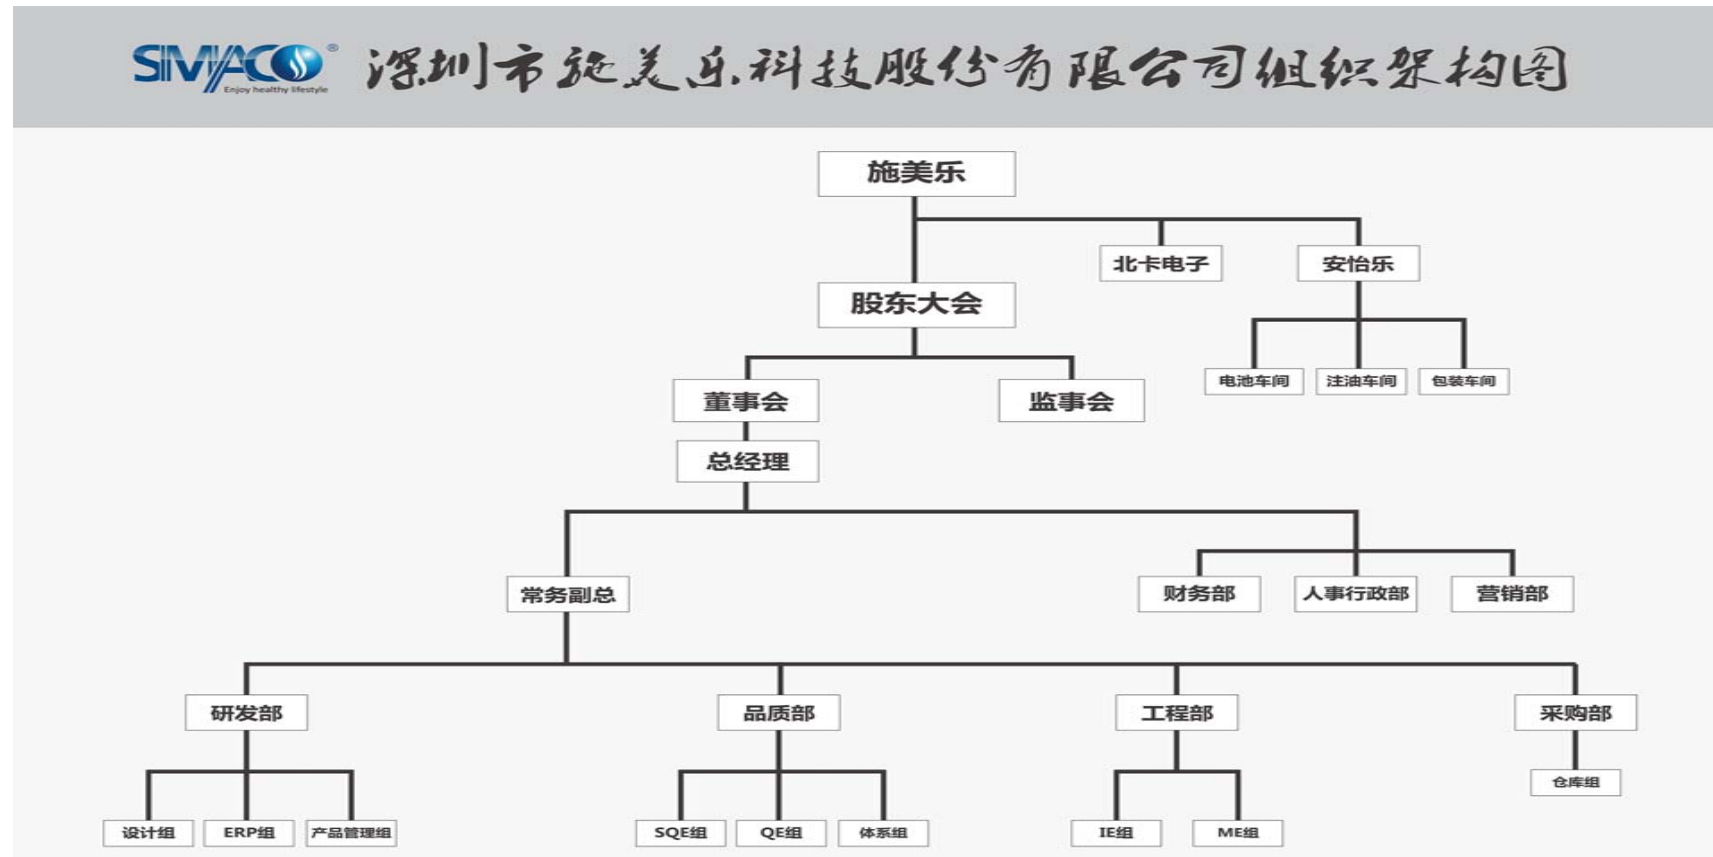 SIMACO®
Enjoy healthy lifestyle
深圳市施美乐科技股份有限公司组织架构图
施美乐
北卡电子
安怡乐
股东大会
电池车间
注油车间
包装车间
董事会
监事会
总经理
常务副总
财务部
人事行政部
营销部
研发部
品质部
工程部
采购部
仓库组
设计组
ERP组
产品管理组
SQE组
QE组
体系组
IE组
ME组